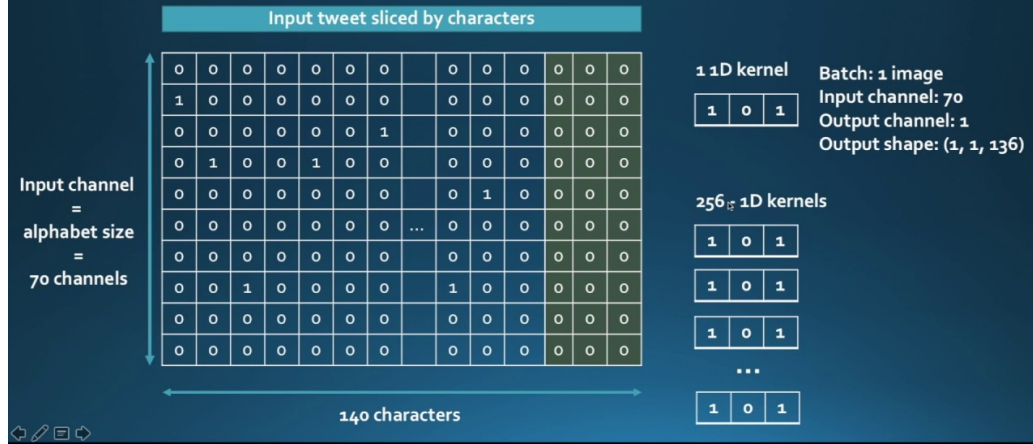 Input tweet sliced by characters
0 0 0 0 0 0 0 0 0 0 0 0 0
1 0 0 0 0 0 0 0 0 0 0 0 0
0 0 0 0 0 0 1 0 0 0 0 0 0
0 1 0 0 1 0 0 0 0 0 0 0 0
0 0 0 0 0 0 0 0 1 0 0 0 0
0 0 0 0 0 0 0 ... 0 0 0 0 0 0
0 0 0 0 0 0 0 0 0 0 0 0 0
0 0 1 0 0 0 0 1 0 0 0 0 0
0 0 0 0 0 0 0 0 0 0 0 0 0
0 0 0 0 0 0 0 0 0 0 0 0 0
Input channel
=
alphabet size
=
70 channels
140 characters
1 1D kernel
1 0 1
Batch: 1 image
Input channel: 70
Output channel: 1
Output shape: (1, 1, 136)
256 - 1D kernels
1 0 1
1 0 1
1 0 1
...
1 0 1